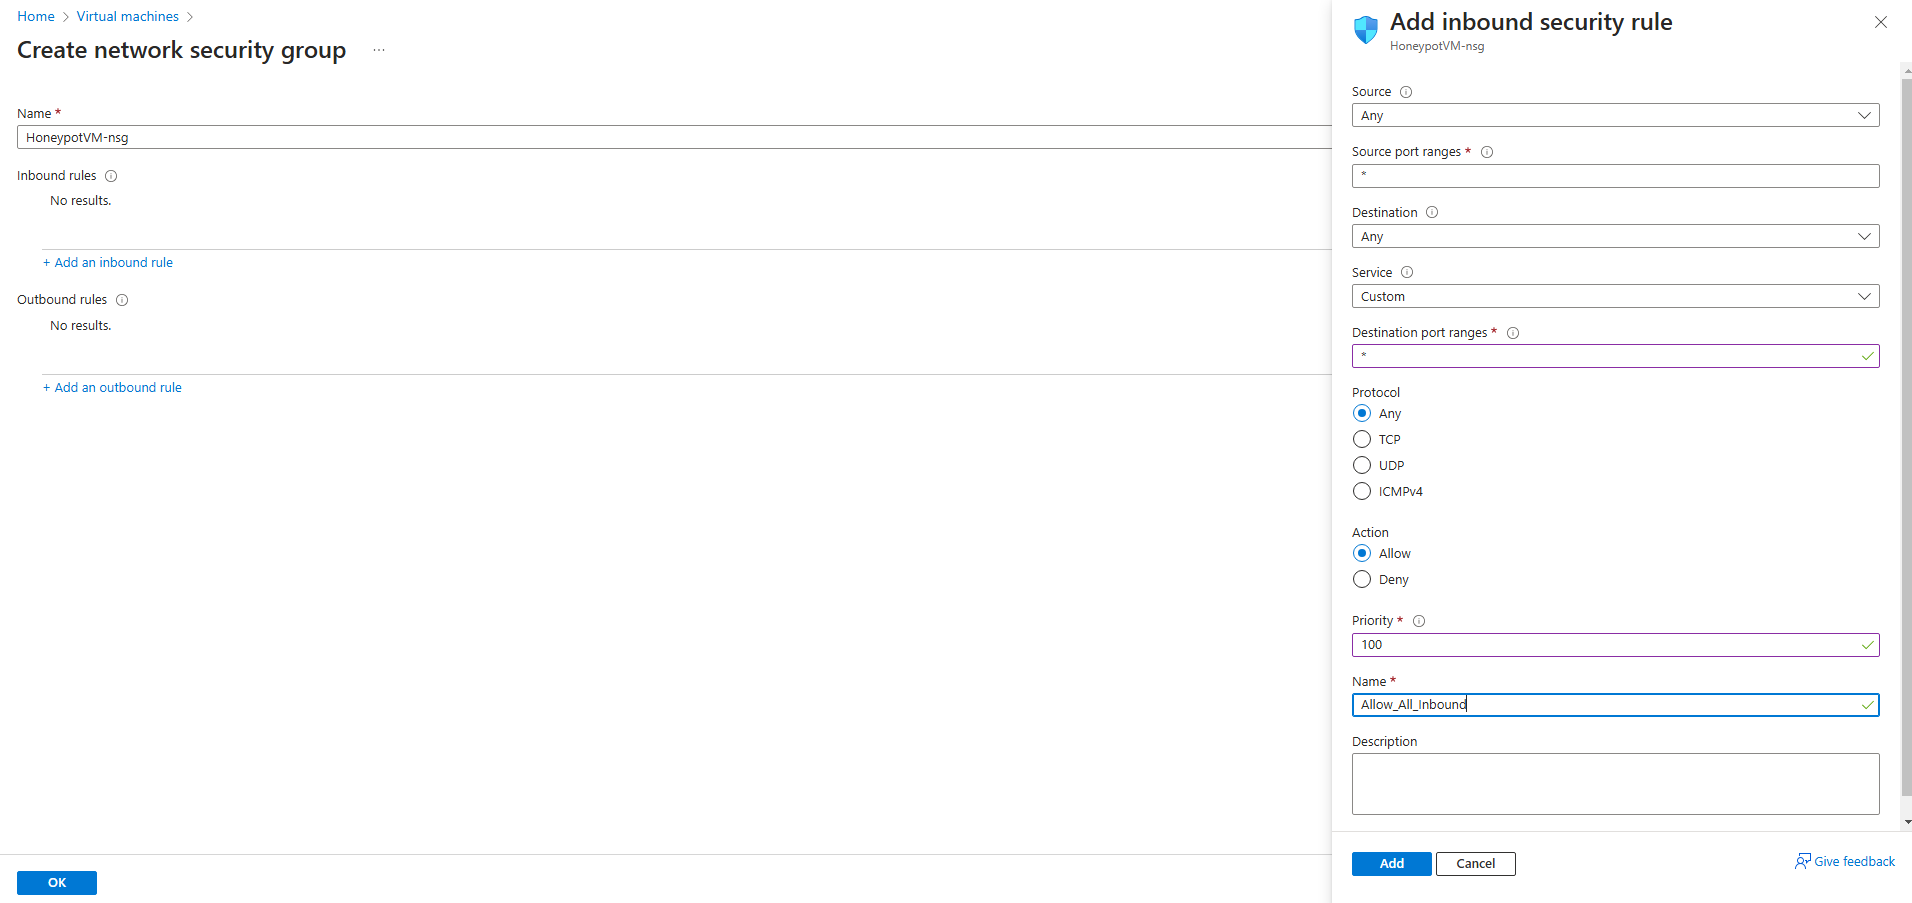 Home > Virtual machines >
Create network security group ...
Name *
HoneypotVM-nsg
Inbound rules
No results.
+ Add an inbound rule
Outbound rules
No results.
+ Add an outbound rule
OK
Add inbound security rule
HoneypotVM-nsg
Source
Any
Source port ranges *
*
Destination
Any
Service
Custom
Destination port ranges *
*
Protocol
Any
TCP
UDP
ICMPv4
Action
Allow
Deny
Priority *
100
Name *
Allow_All_Inbound
Description
Add
Cancel
Give feedback